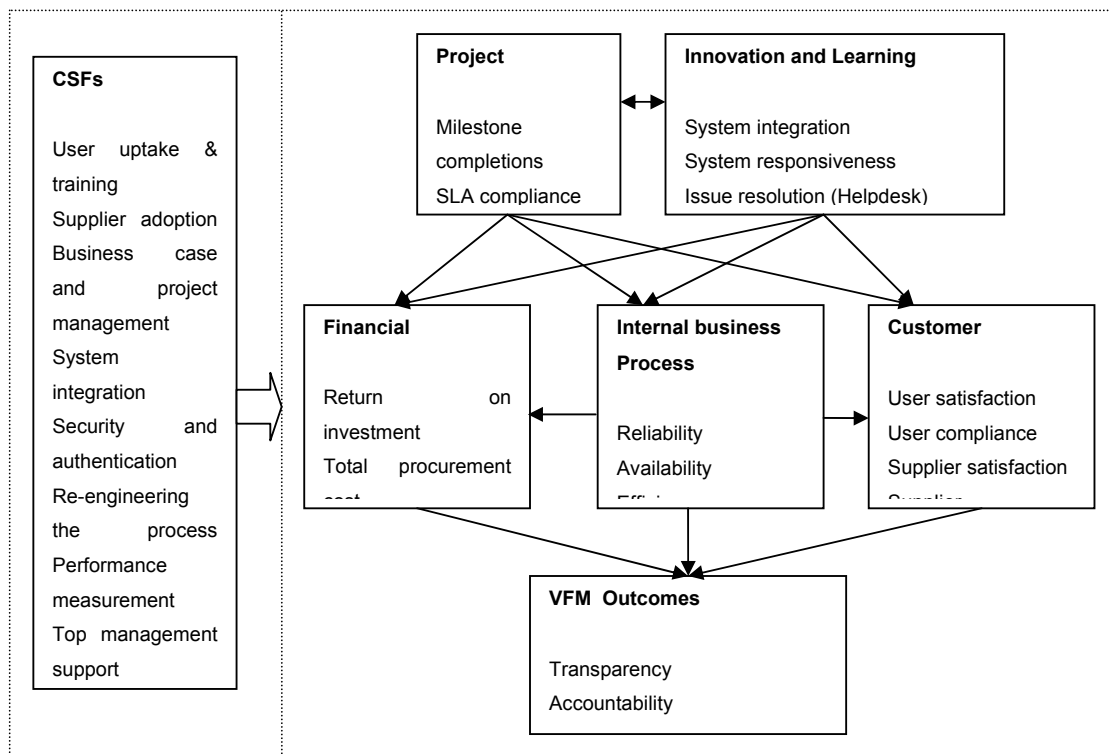 CSFs
User uptake &
training
Supplier adoption
Business case
and project
management
System
integration
Security and
authentication
Re-engineering
the process
Performance
measurement
Top management
support
Project
Milestone
completions
SLA compliance
Innovation and Learning
System integration
System responsiveness
Issue resolution (Helpdesk)
Financial
Return on
investment
Total procurement
cost
Internal business
Process
Reliability
Availability
Customer
User satisfaction
User compliance
Supplier satisfaction
Supplier
VFM Outcomes
Transparency
Accountability